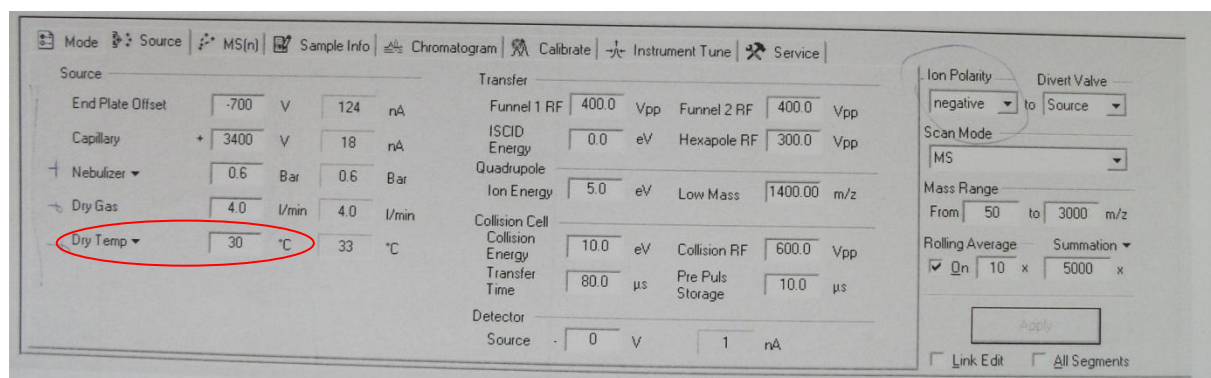 Mode Source MS(n) Sample Info Chromatogram Calibrate Instrument Tune Service
Source
End Plate Offset -700 V 124 nA
Capillary + 3400 V 18 nA
Nebulizer 0.6 Bar 0.6 Bar
Dry Gas 4.0 l/min 4.0 l/min
Dry Temp 30 °C 33 °C
Transfer
Funnel 1 RF 400.0 Vpp Funnel 2 RF 400.0 Vpp
ISCID
Energy 0.0 eV Hexapole RF 300.0 Vpp
Quadrupole
Ion Energy 5.0 eV Low Mass 1400.00 m/z
Collision Cell
Collision
Energy 10.0 eV Collision RF 600.0 Vpp
Transfer
Time 80.0 µs Pre Puls
Storage 10.0 µs
Detector
Source - 0 V 1 nA
Ion Polarity Divert Valve
negative to Source
Scan Mode
MS
Mass Range
From 50 to 3000 m/z
Rolling Average Summation
On 10 x 5000 x
Apply
Link Edit All Segments